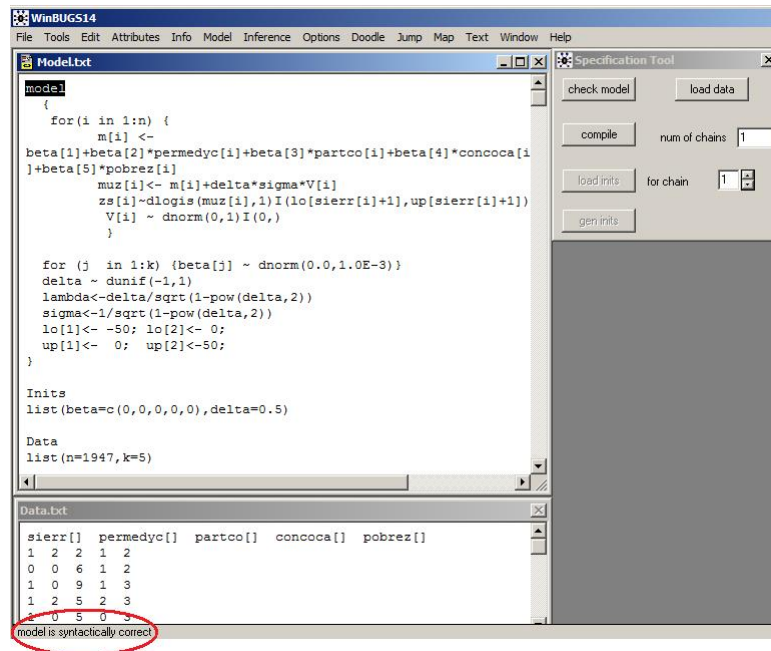 WinBUGS14
File Tools Edit Attributes Info Model Inference Options Doodle Jump Map Text Window Help
Model.txt
model
{
for(i in 1:n) {
m[i] <-
beta[1]+beta[2]*permedyc[i]+beta[3]*partco[i]+beta[4]*concoca[i
]+beta[5]*pobrez[i]
muz[i]<- m[i]+delta*sigma*V[i]
zs[i]~dlogis(muz[i],1)I(lo[sierr[i]+1],up[sierr[i]+1])
V[i] ~ dnorm(0,1)I(0,)
}
for (j in 1:k) {beta[j] ~ dnorm(0.0,1.0E-3)}
delta ~ dunif(-1,1)
lambda<-delta/sqrt(1-pow(delta,2))
sigma<-1/sqrt(1-pow(delta,2))
lo[1]<- -50; lo[2]<- 0;
up[1]<- 0; up[2]<-50;
}
Inits
list(beta=c(0,0,0,0,0),delta=0.5)
Data
list(n=1947,k=5)
Specification Tool
check model load data
compile num of chains 1
load inits for chain 1
gen inits
Data.txt
sierr[] permedyc[] partco[] concoca[] pobrez[]
1 2 2 1 2
0 0 6 1 2
1 0 9 1 3
1 2 5 2 3
1 0 5 0 3
model is syntactically correct